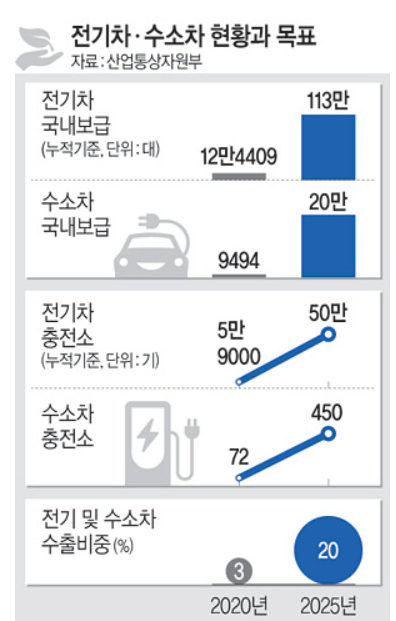 전기차·수소차 현황과 목표
자료:산업통상자원부
전기차
국내보급
(누적기준, 단위:대)
12만4409
113만
수소차
국내보급
9494
20만
전기차
충전소
(누적기준, 단위:기)
5만
9000
50만
수소차
충전소
72
450
전기 및 수소차
수출비중(%)
3
20
2020년
2025년